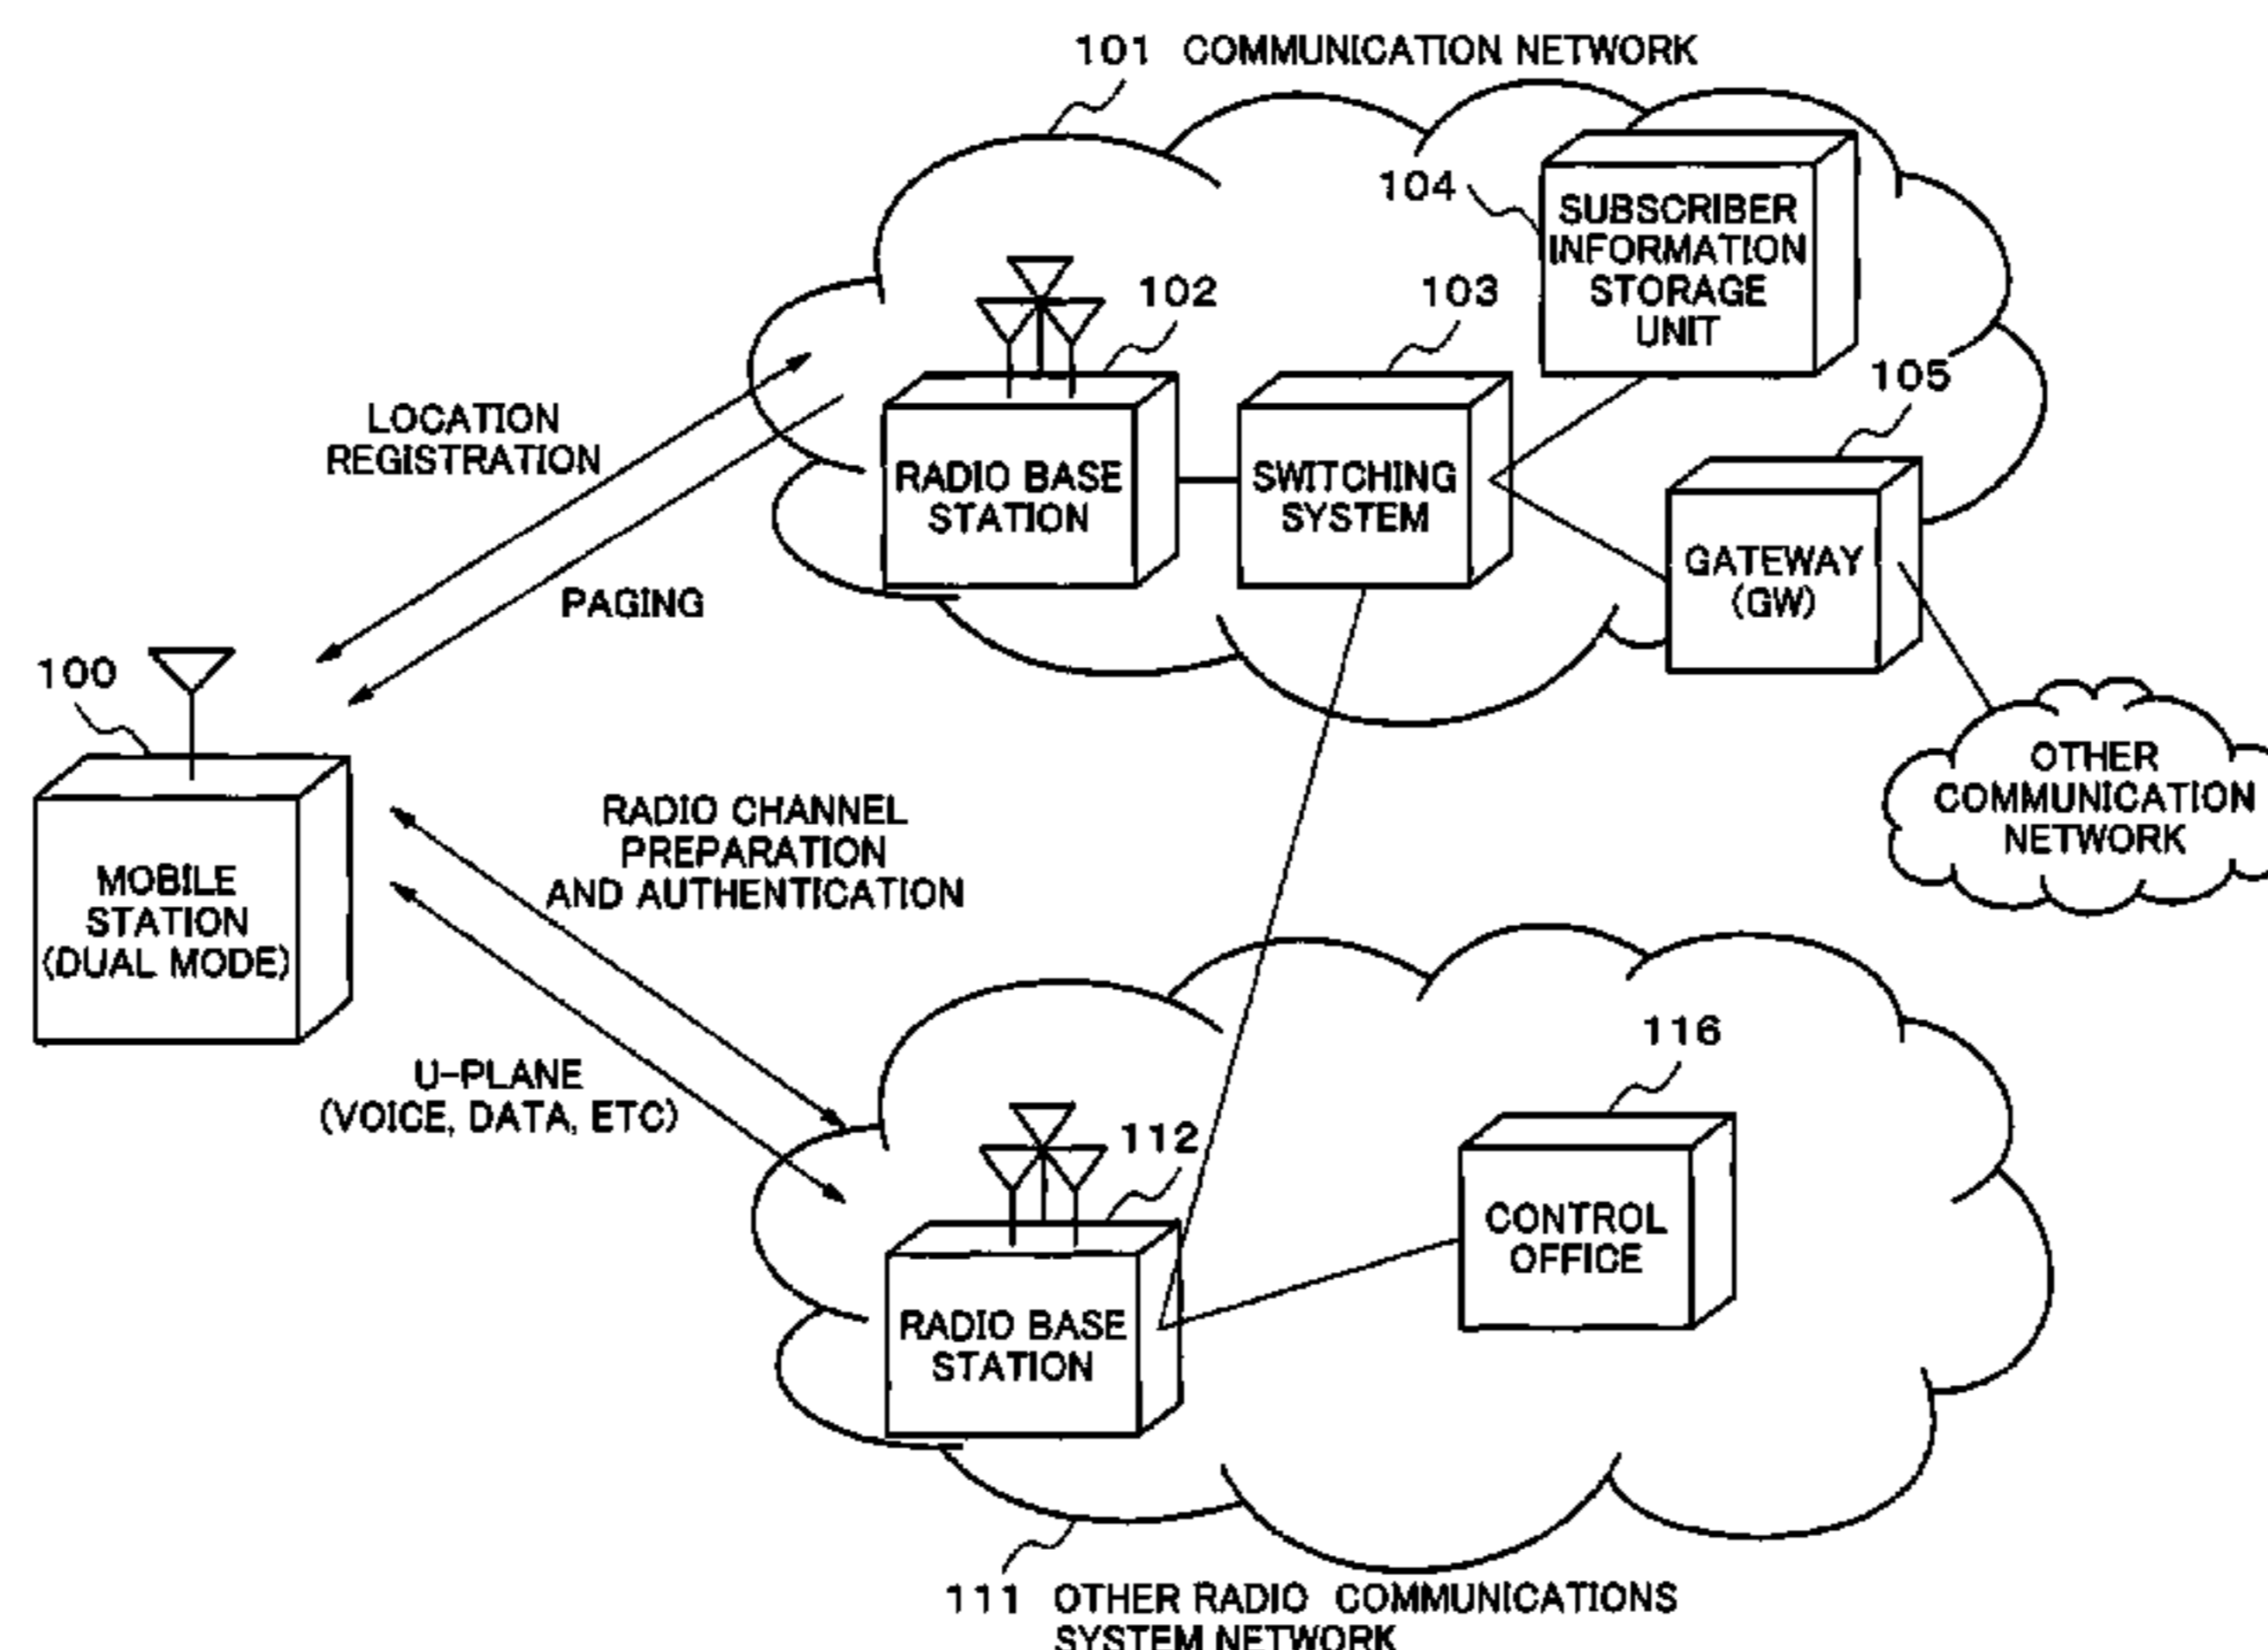 101 COMMUNICATION NETWORK
104
SUBSCRIBER
INFORMATION
STORAGE
UNIT
102
103
105
LOCATION
REGISTRATION
RADIO BASE
STATION
SWITCHING
SYSTEM
GATEWAY
(GW)
PAGING
100
MOBILE
STATION
(DUAL MODE)
RADIO CHANNEL
PREPARATION
AND AUTHENTICATION
OTHER
COMMUNICATION
NETWORK
U-PLANE
(VOICE, DATA, ETC)
112
116
RADIO BASE
STATION
CONTROL
OFFICE
111 OTHER RADIO COMMUNICATIONS
SYSTEM NETWORK